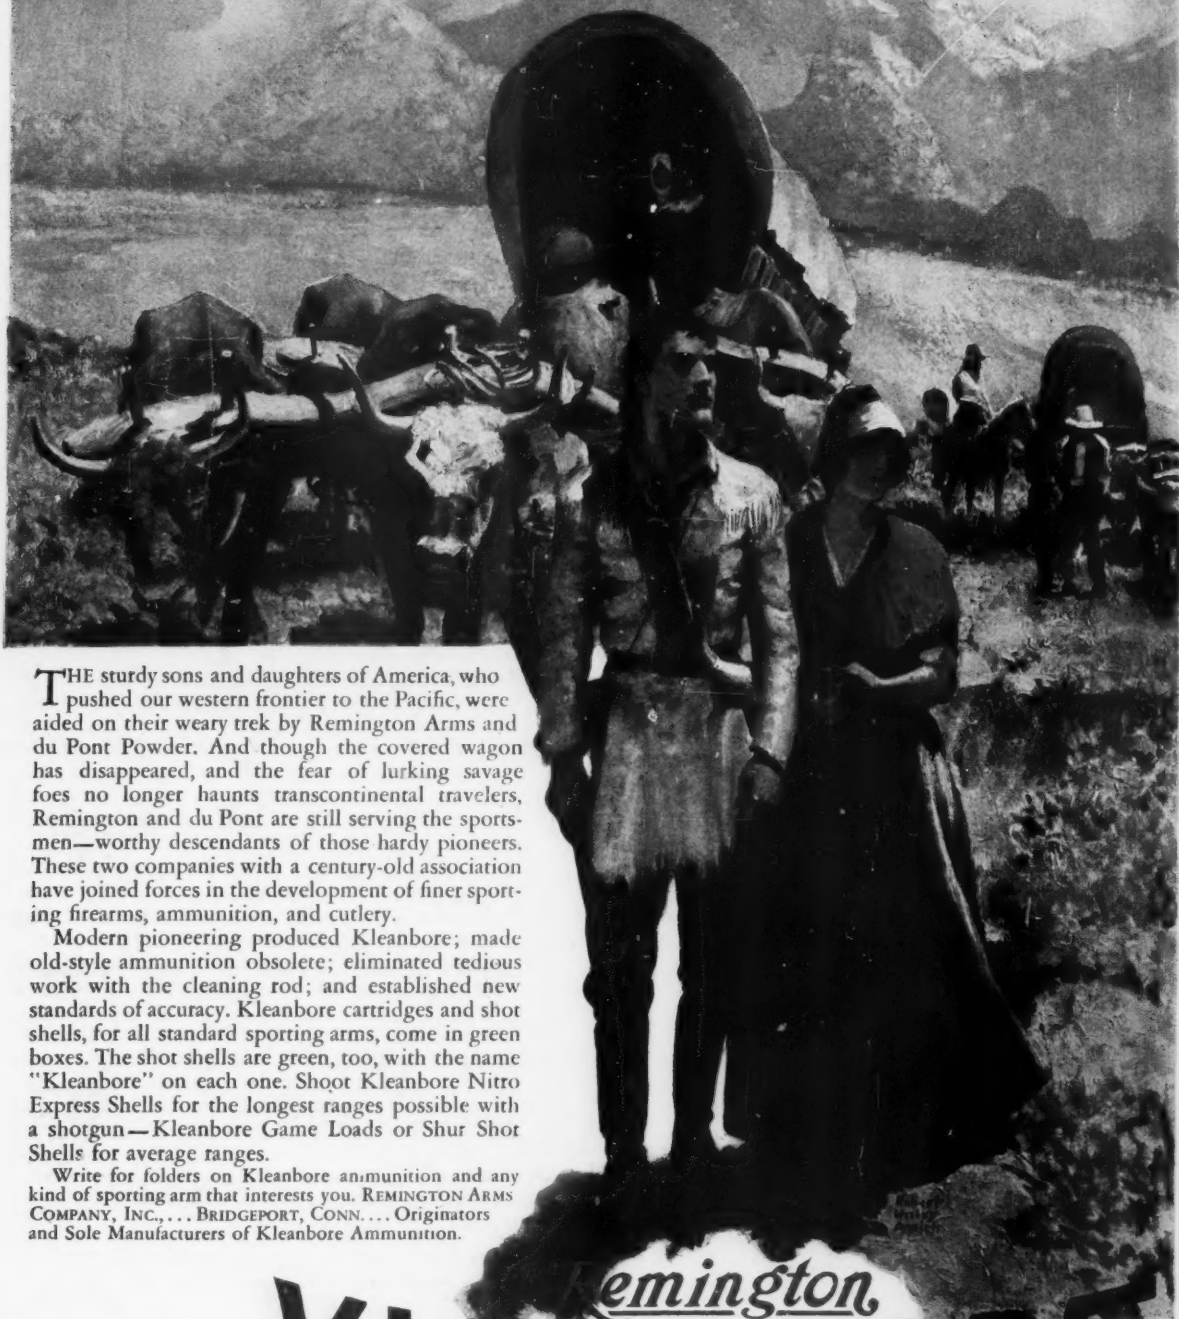 THE sturdy sons and daughters of America, who
pushed our western frontier to the Pacific, were
aided on their weary trek by Remington Arms and
du Pont Powder. And though the covered wagon
has disappeared, and the fear of lurking savage
foes no longer haunts transcontinental travelers,
Remington and du Pont are still serving the sports-
men—worthy descendants of those hardy pioneers.
These two companies with a century-old association
have joined forces in the development of finer sport-
ing firearms, ammunition, and cutlery.
Modern pioneering produced Kleanbore; made
old-style ammunition obsolete; eliminated tedious
work with the cleaning rod; and established new
standards of accuracy. Kleanbore cartridges and shot
shells, for all standard sporting arms, come in green
boxes. The shot shells are green, too, with the name
"Kleanbore" on each one. Shoot Kleanbore Nitro
Express Shells for the longest ranges possible with
a shotgun—Kleanbore Game Loads or Shur Shot
Shells for average ranges.
Write for folders on Kleanbore ammunition and any
kind of sporting arm that interests you. REMINGTON ARMS
COMPANY, INC., . . . BRIDGEPORT, CONN. . . . Originators
and Sole Manufacturers of Kleanbore Ammunition.
Remington,